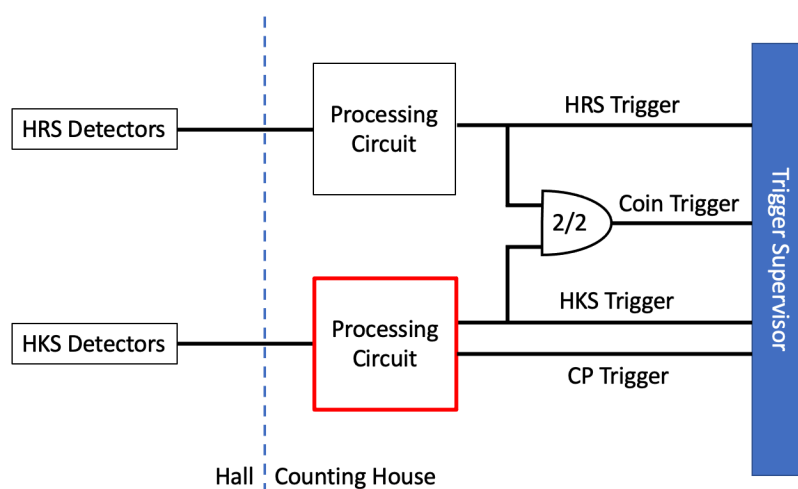 HRS Detectors
Processing
Circuit
HRS Trigger
2/2
Coin Trigger
HKS Detectors
Processing
Circuit
HKS Trigger
CP Trigger
Trigger Supervisor
Hall
Counting House